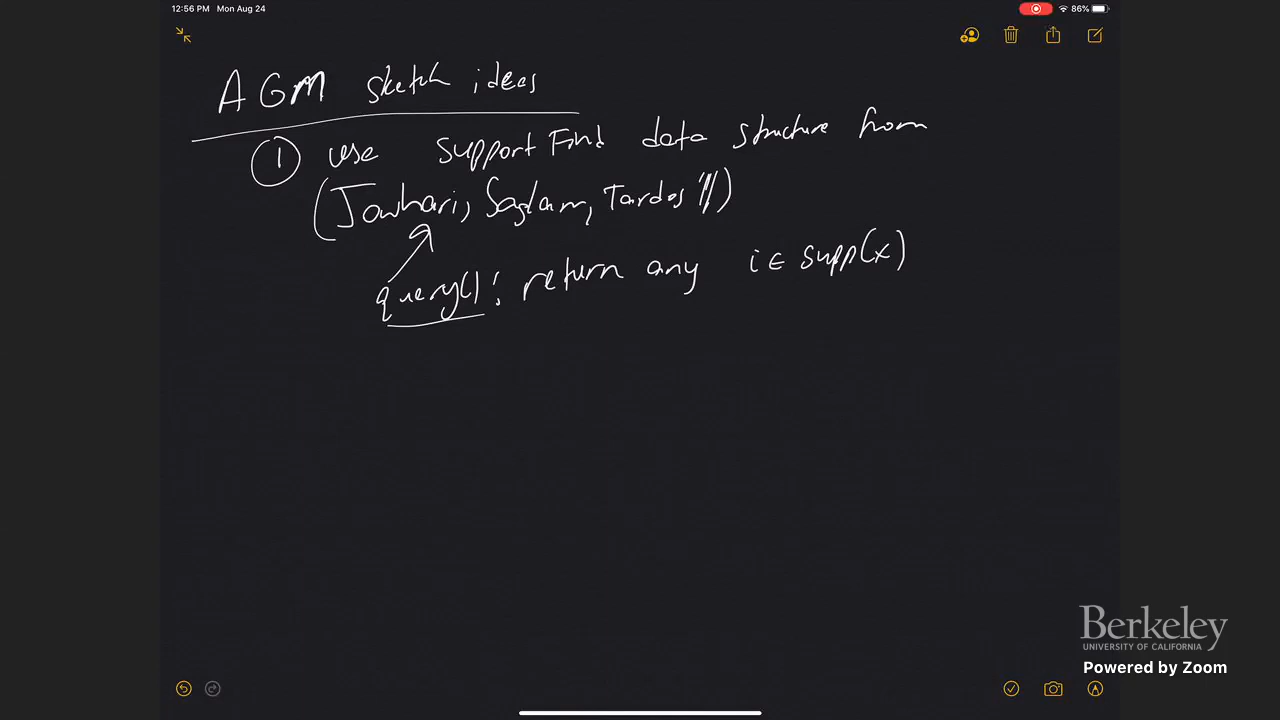 12:56 PM Mon Aug 24
86%
AGM sketch ideas
① use support Find data structure from
(Jowhari, Saglam, Tardos '11)
query(): return any i ∈ supp(x)
Berkeley
UNIVERSITY OF CALIFORNIA
Powered by Zoom